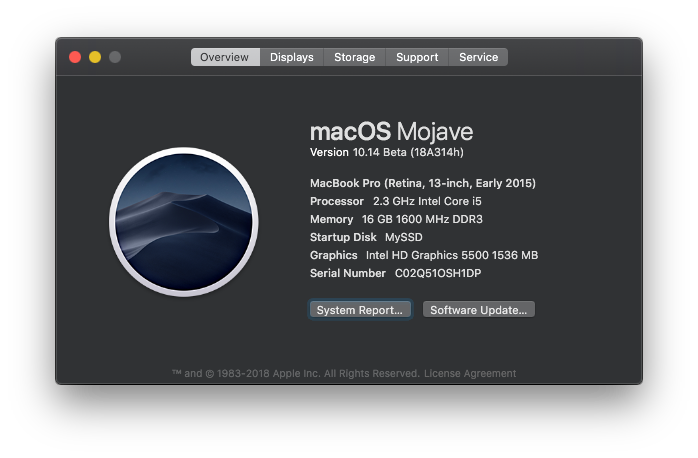 Overview Displays Storage Support Service
macOS Mojave
Version 10.14 Beta (18A314h)
MacBook Pro (Retina, 13-inch, Early 2015)
Processor 2.3 GHz Intel Core i5
Memory 16 GB 1600 MHz DDR3
Startup Disk MySSD
Graphics Intel HD Graphics 5500 1536 MB
Serial Number C02Q51OSH1DP
System Report... Software Update...
™ and © 1983-2018 Apple Inc. All Rights Reserved. License Agreement